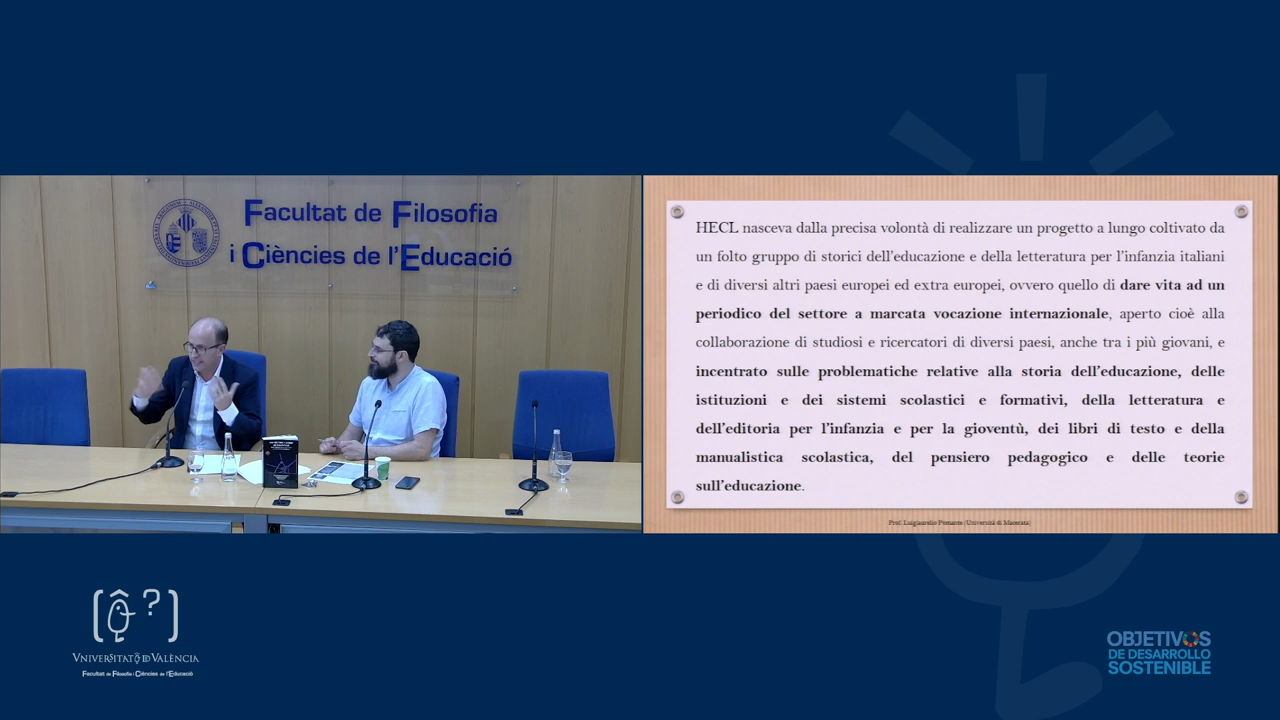 Facultat de Filosofia
i Ciències de l'Educació
HECL nasceva dalla precisa volontà di realizzare un progetto a lungo coltivato da
un folto gruppo di storici dell'educazione e della letteratura per l'infanzia italiani
e di diversi altri paesi europei ed extra europei, ovvero quello di dare vita ad un
periodico del settore a marcata vocazione internazionale, aperto cioè alla
collaborazione di studiosi e ricercatori di diversi paesi, anche tra i più giovani, e
incentrato sulle problematiche relative alla storia dell'educazione, delle
istituzioni e dei sistemi scolastici e formativi, della letteratura e
dell'editoria per l'infanzia e per la gioventù, dei libri di testo e della
manualistica scolastica, del pensiero pedagogico e delle teorie
sull'educazione.
Prof. Luigiaurelio Pomante (Università di Macerata)
[ô?]
VNIVERSITAT ID VALÈNCIA
Facultat de Filosofia i Ciències de l'Educació
OBJETIVOS
DE DESARROLLO
SOSTENIBLE